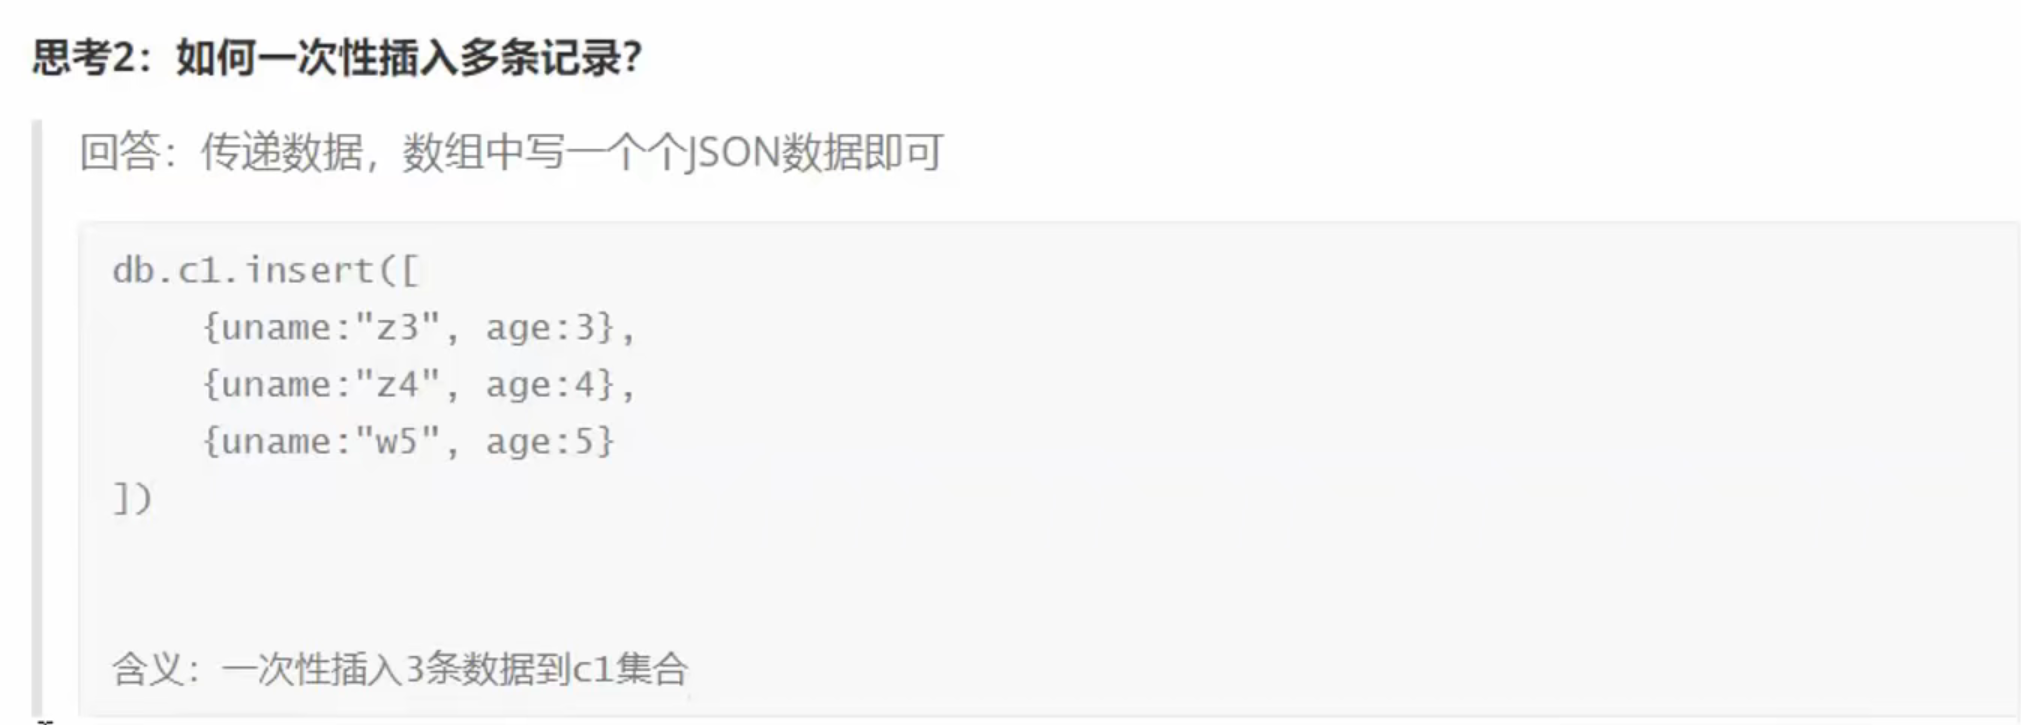 思考2：如何一次性插入多条记录？
回答：传递数据，数组中写一个个JSON数据即可
db.c1.insert([
    {uname:"z3", age:3},
    {uname:"z4", age:4},
    {uname:"w5", age:5}
])
含义：一次性插入3条数据到c1集合